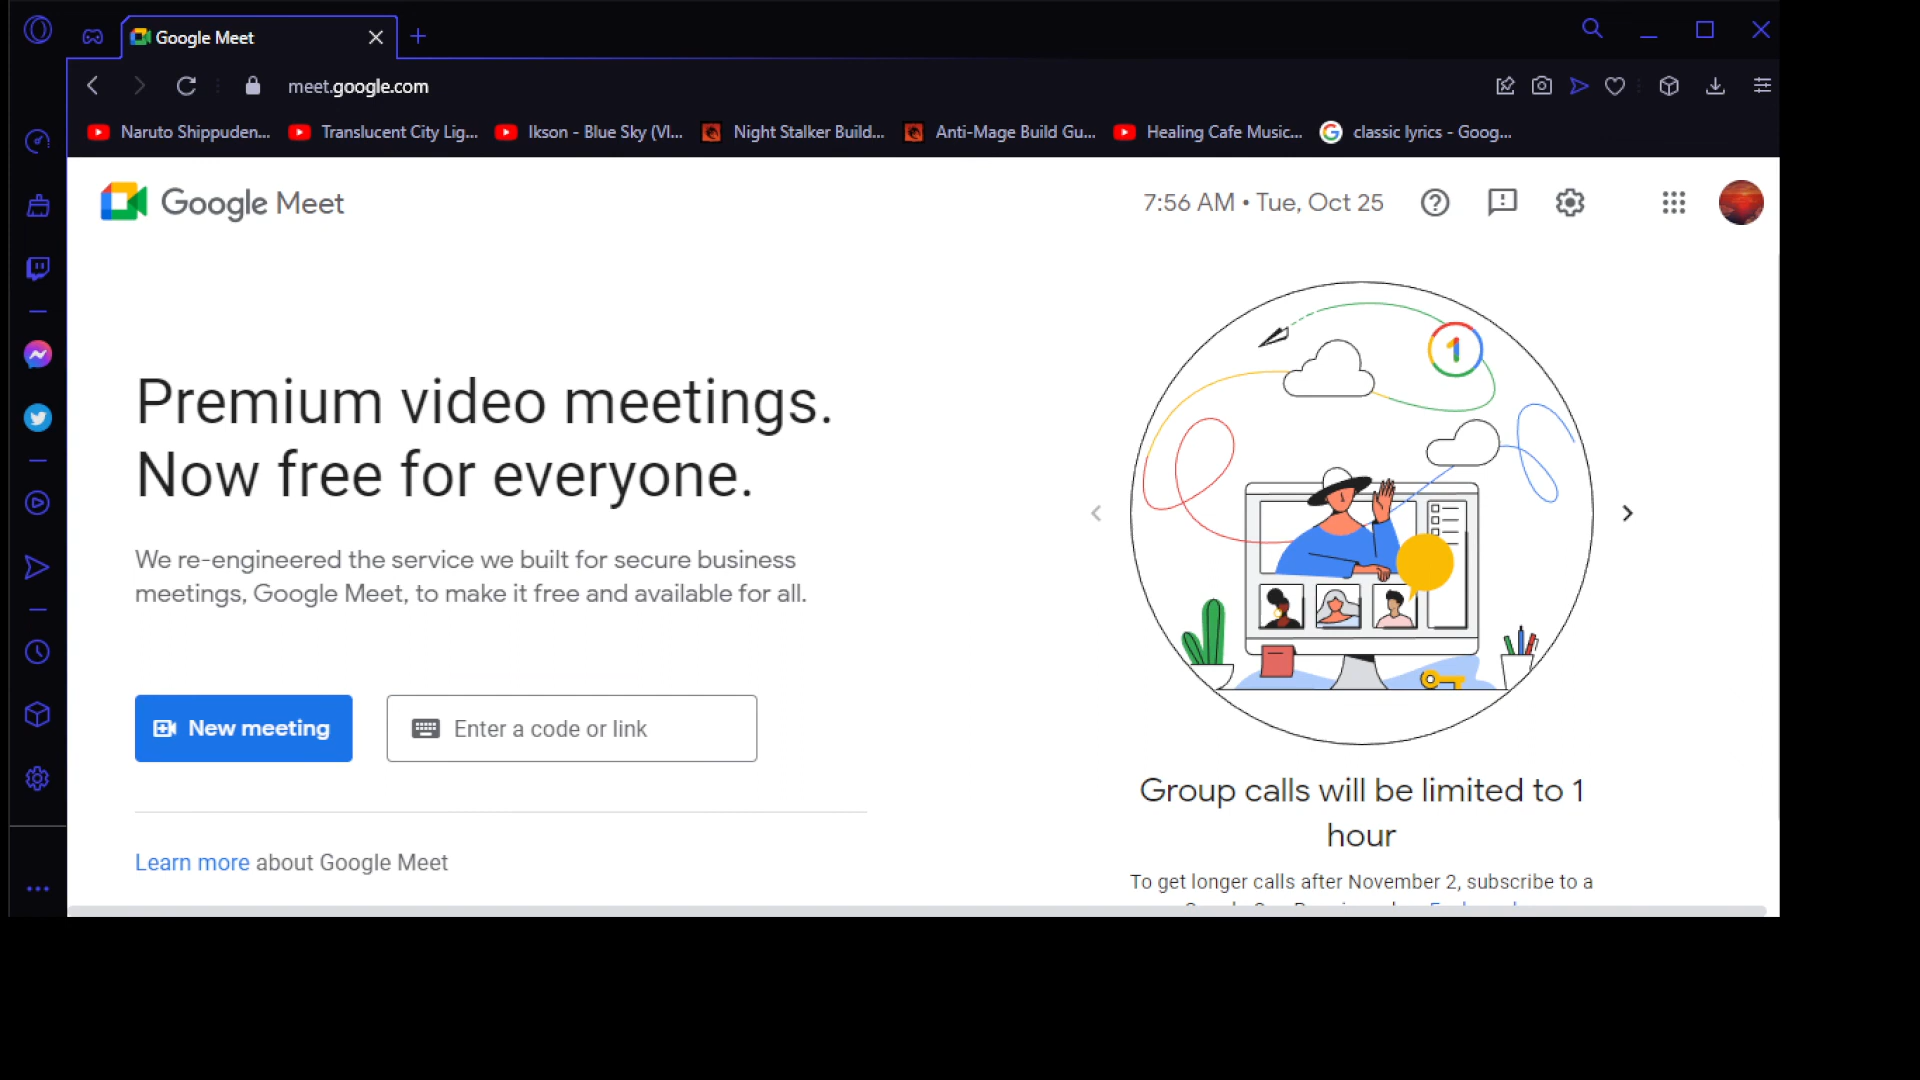 Google Meet
meet.google.com
Naruto Shippuden... Translucent City Lig... Ikson - Blue Sky (Vl... Night Stalker Build... Anti-Mage Build Gu... Healing Cafe Music... classic lyrics - Goog...
Google Meet
7:56 AM • Tue, Oct 25
Premium video meetings.
Now free for everyone.
We re-engineered the service we built for secure business
meetings, Google Meet, to make it free and available for all.
New meeting
Enter a code or link
Learn more about Google Meet
1
Group calls will be limited to 1
hour
To get longer calls after November 2, subscribe to a